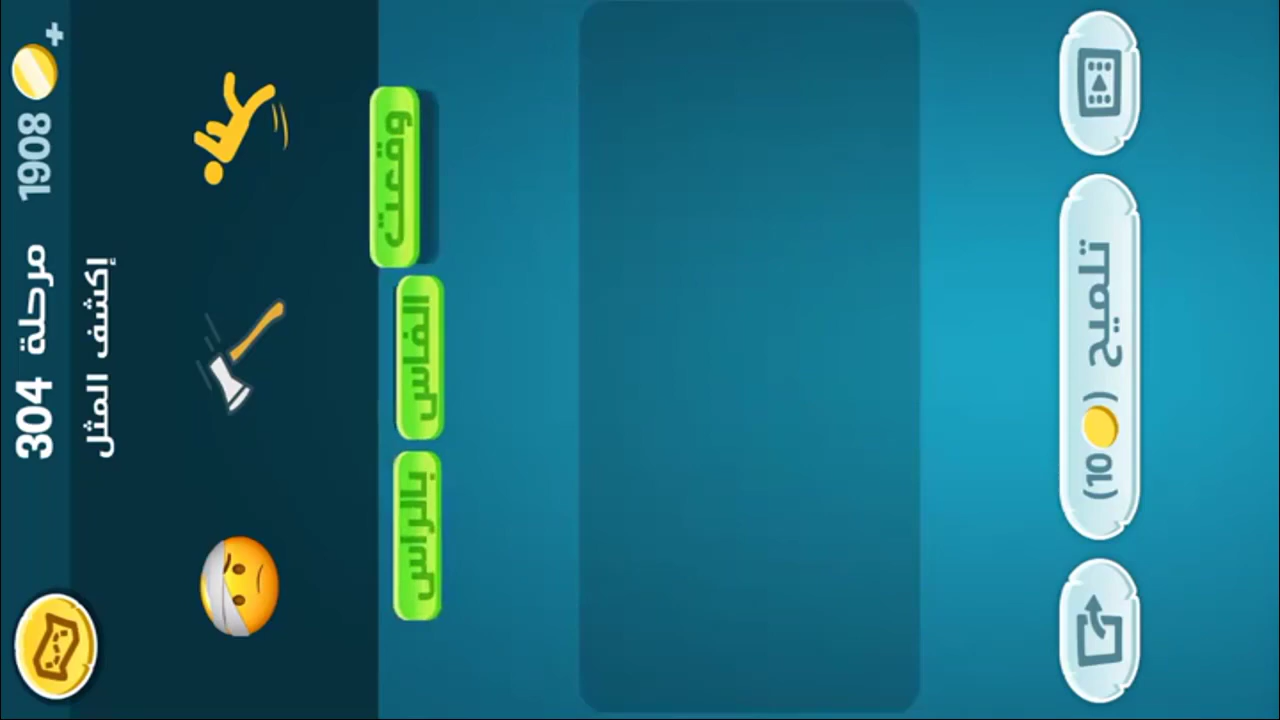 304 مرحلة 1908 +
إكشف المثل
وقعت الفاس بالراس
تلميح (10)